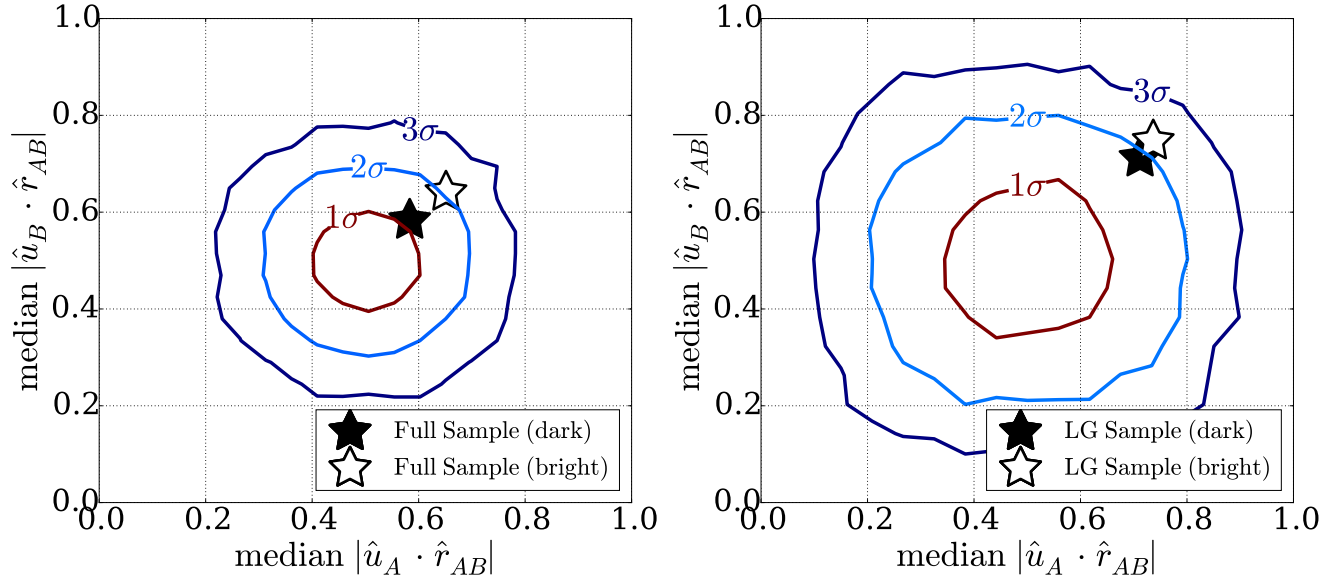 1.0
0.8
0.6
0.4
0.2
0.0
0.0 0.2 0.4 0.6 0.8 1.0
median |û_A · r̂_AB|
median |û_B · r̂_AB|
3σ
2σ
1σ
Full Sample (dark)
Full Sample (bright)
1.0
0.8
0.6
0.4
0.2
0.0
0.0 0.2 0.4 0.6 0.8 1.0
median |û_A · r̂_AB|
median |û_B · r̂_AB|
3σ
2σ
1σ
LG Sample (dark)
LG Sample (bright)